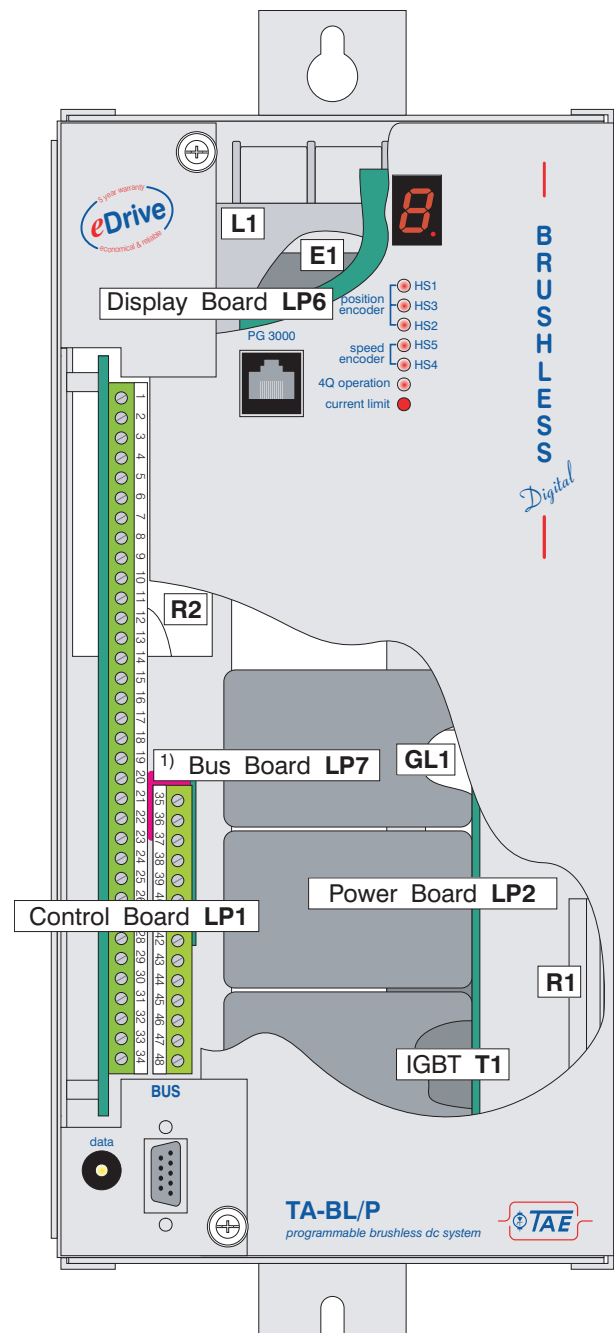 5 year warranty
eDrive
economical & reliable
L1
E1
Display Board LP6
8.
BRUSHLESS
Digital
HS1
position encoder
HS3
HS2
PG 3000
speed encoder
HS5
HS4
4Q operation
current limit
1
2
3
4
5
6
7
8
9
10
11
12
13
14
15
16
17
18
19
20
21
22
23
24
25
28
29
30
31
32
33
34
R2
1) Bus Board LP7
GL1
35
36
37
38
39
42
43
44
45
46
47
48
Power Board LP2
Control Board LP1
R1
IGBT T1
BUS
data
TA-BL/P
programmable brushless dc system
TAE